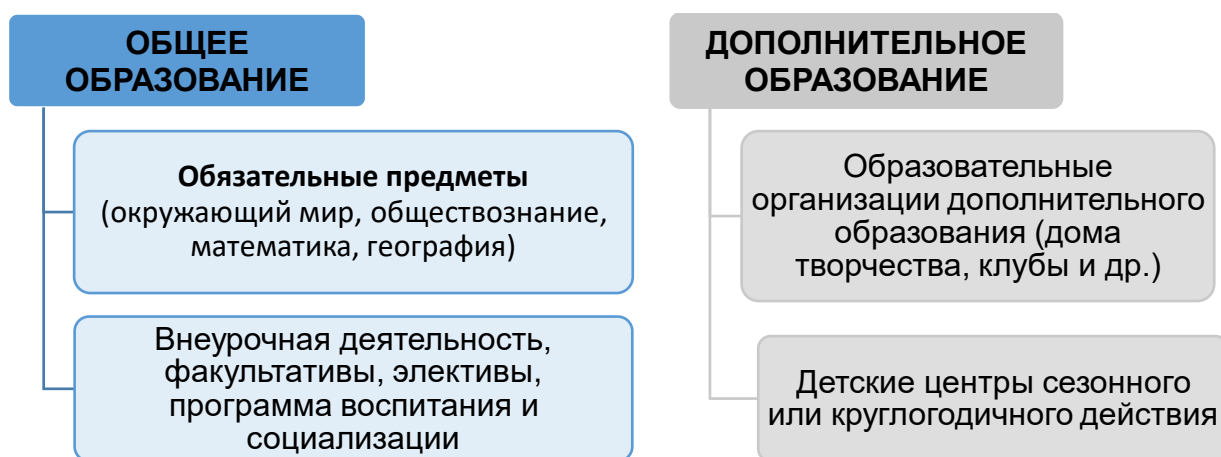 ОБЩЕЕ
ОБРАЗОВАНИЕ
Обязательные предметы
(окружающий мир, обществознание,
математика, география)
Внеурочная деятельность,
факультативы, элективы,
программа воспитания и
социализации
ДОПОЛНИТЕЛЬНОЕ
ОБРАЗОВАНИЕ
Образовательные
организации дополнительного
образования (дома
творчества, клубы и др.)
Детские центры сезонного
или круглогодичного действия